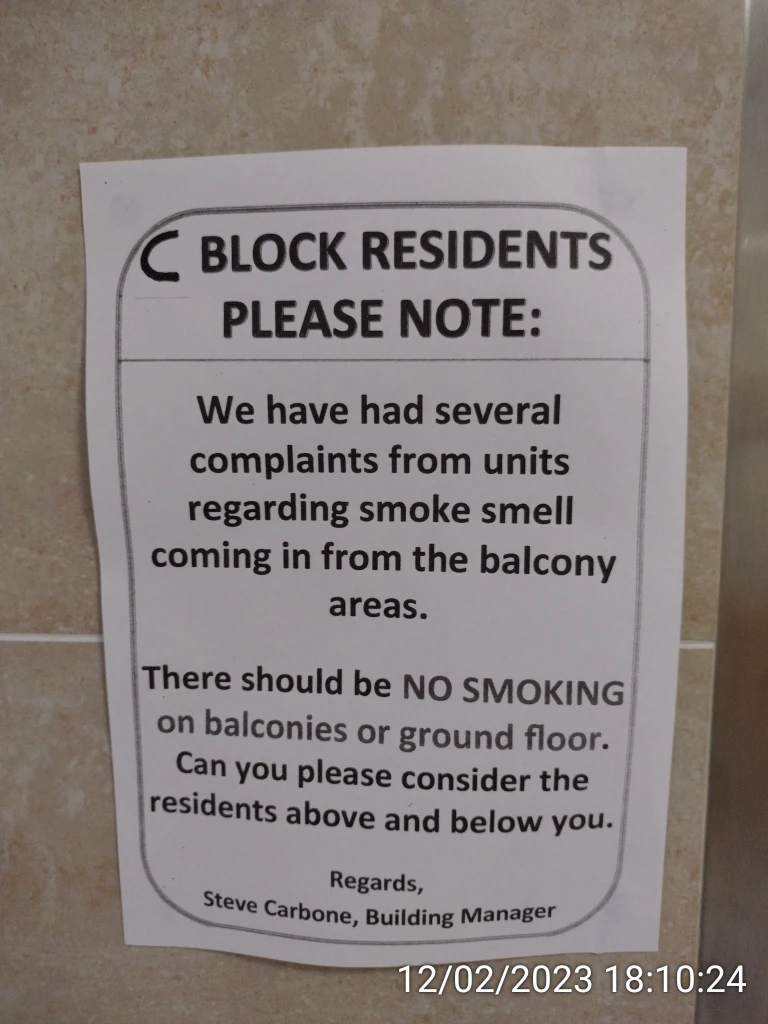 C BLOCK RESIDENTS
PLEASE NOTE:
We have had several
complaints from units
regarding smoke smell
coming in from the balcony
areas.
There should be NO SMOKING
on balconies or ground floor.
Can you please consider the
residents above and below you.
Regards,
Steve Carbone, Building Manager
12/02/2023 18:10:24